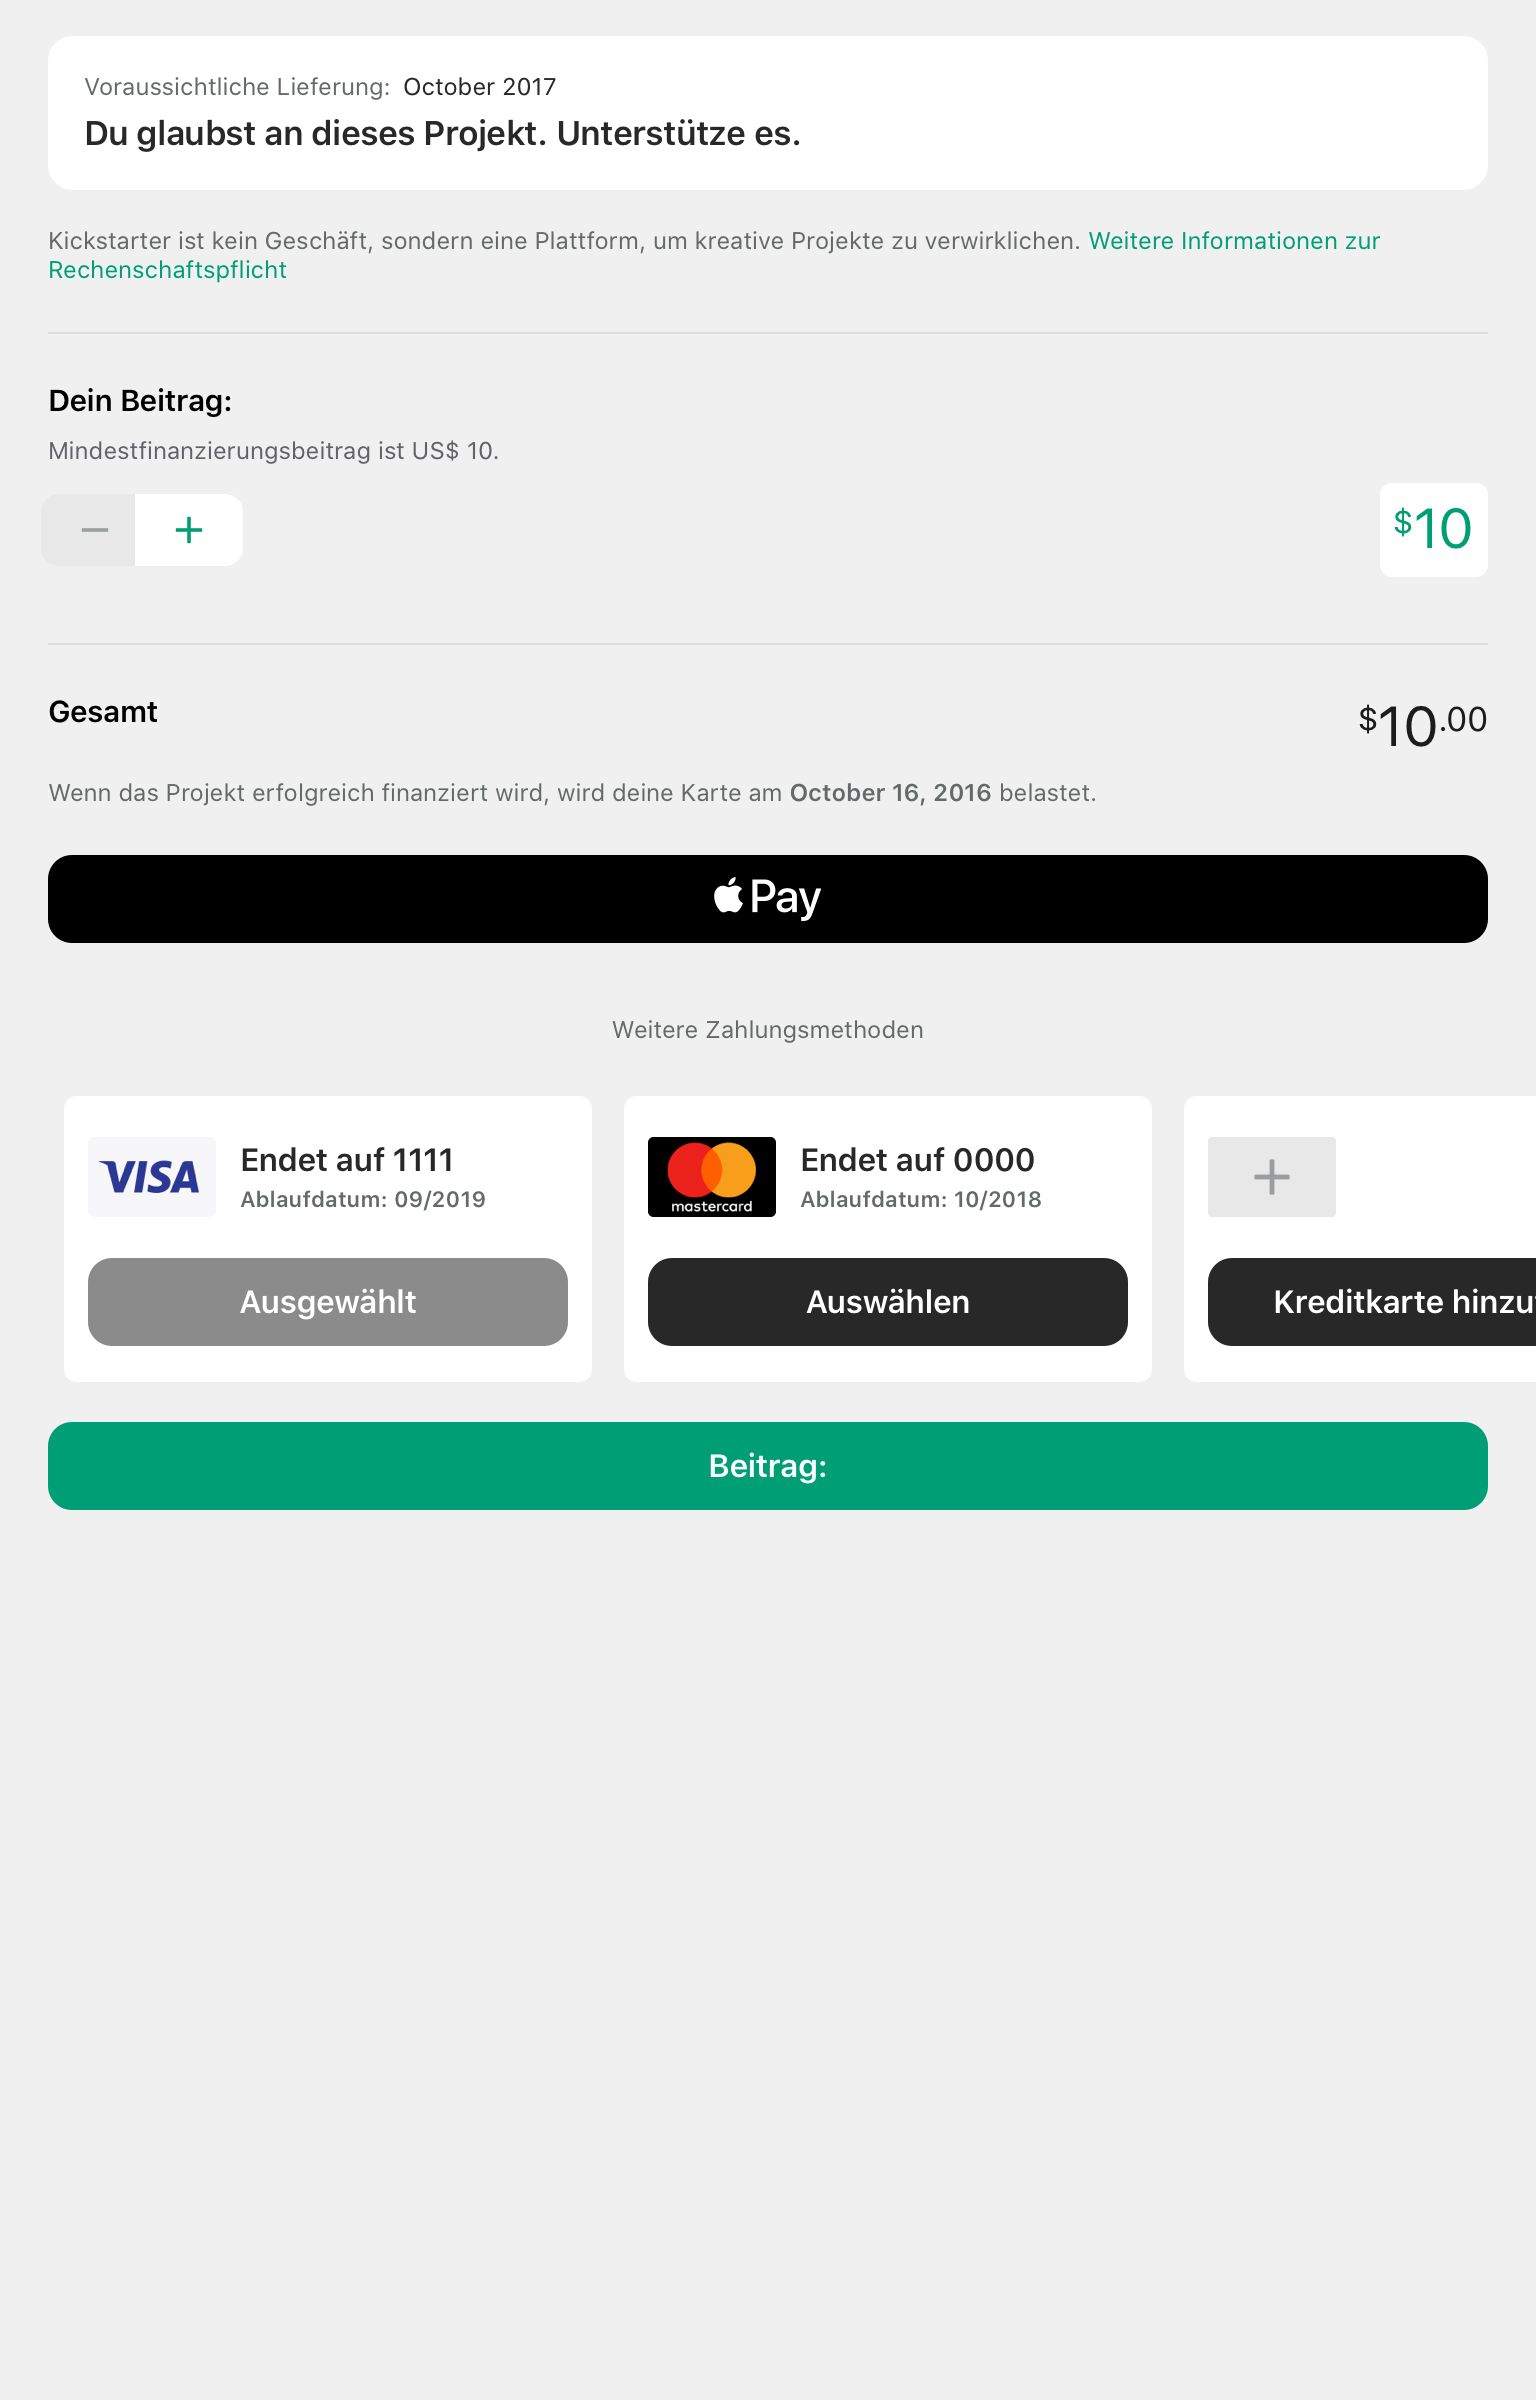 Voraussichtliche Lieferung: October 2017
Du glaubst an dieses Projekt. Unterstütze es.
Kickstarter ist kein Geschäft, sondern eine Plattform, um kreative Projekte zu verwirklichen. Weitere Informationen zur
Rechenschaftspflicht
Dein Beitrag:
Mindestfinanzierungsbeitrag ist US$ 10.
$10
Gesamt
$10.00
Wenn das Projekt erfolgreich finanziert wird, wird deine Karte am October 16, 2016 belastet.
Pay
Weitere Zahlungsmethoden
VISA
Endet auf 1111
Ablaufdatum: 09/2019
Ausgewählt
mastercard
Endet auf 0000
Ablaufdatum: 10/2018
Auswählen
Kreditkarte
Beitrag: